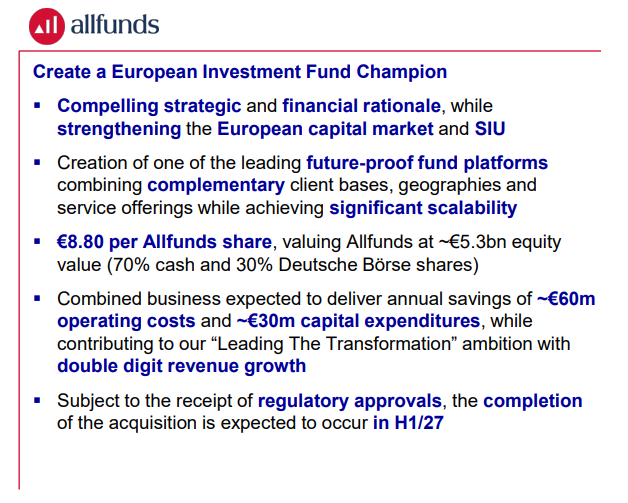 allfunds
Create a European Investment Fund Champion
▪ Compelling strategic and financial rationale, while
strengthening the European capital market and SIU
▪ Creation of one of the leading future-proof fund platforms
combining complementary client bases, geographies and
service offerings while achieving significant scalability
▪ €8.80 per Allfunds share, valuing Allfunds at ~€5.3bn equity
value (70% cash and 30% Deutsche Börse shares)
▪ Combined business expected to deliver annual savings of ~€60m
operating costs and ~€30m capital expenditures, while
contributing to our “Leading The Transformation” ambition with
double digit revenue growth
▪ Subject to the receipt of regulatory approvals, the completion
of the acquisition is expected to occur in H1/27